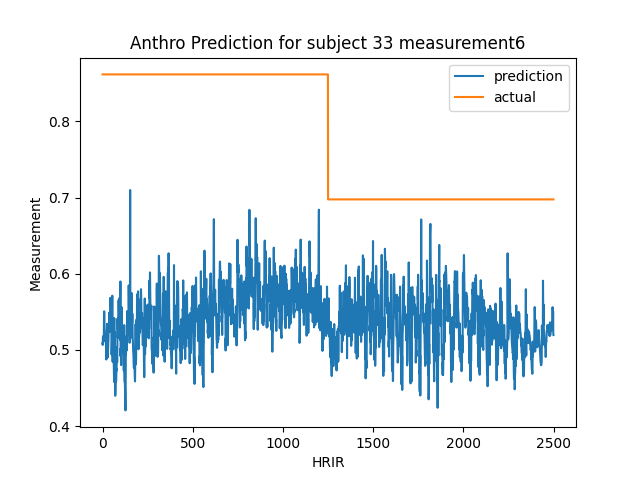 Anthro Prediction for subject 33 measurement6
prediction
actual
Measurement
0.8
0.7
0.6
0.5
0.4
0
500
1000
1500
2000
2500
HRIR